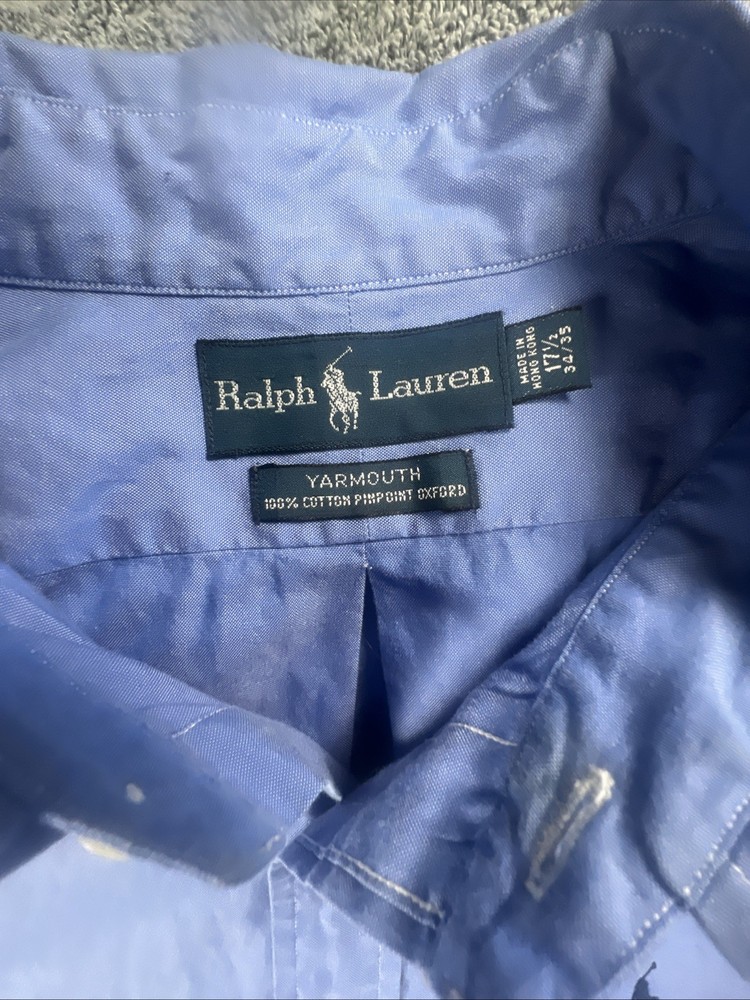 Ralph Lauren
MADE IN
HONG KONG
17½
34/35
YARMOUTH
100% COTTON PINPOINT OXFORD